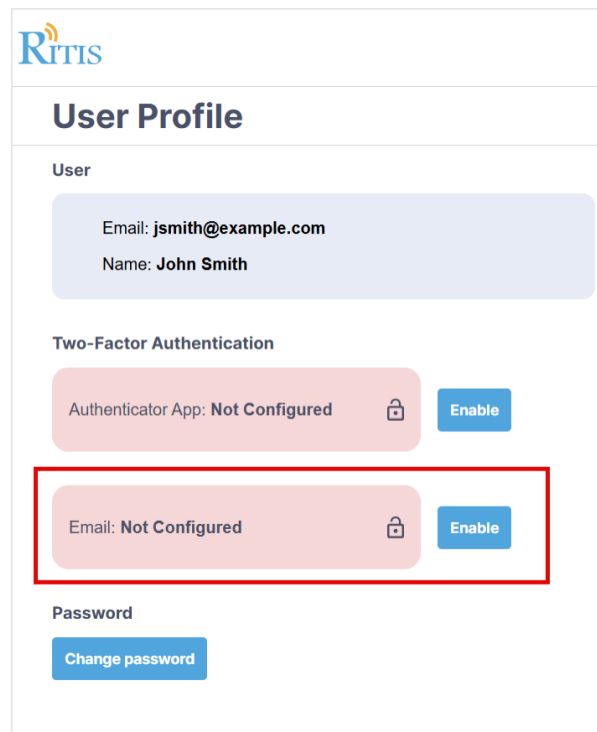 RITIS
User Profile
User
Email: jsmith@example.com
Name: John Smith
Two-Factor Authentication
Authenticator App: Not Configured
Enable
Email: Not Configured
Enable
Password
Change password